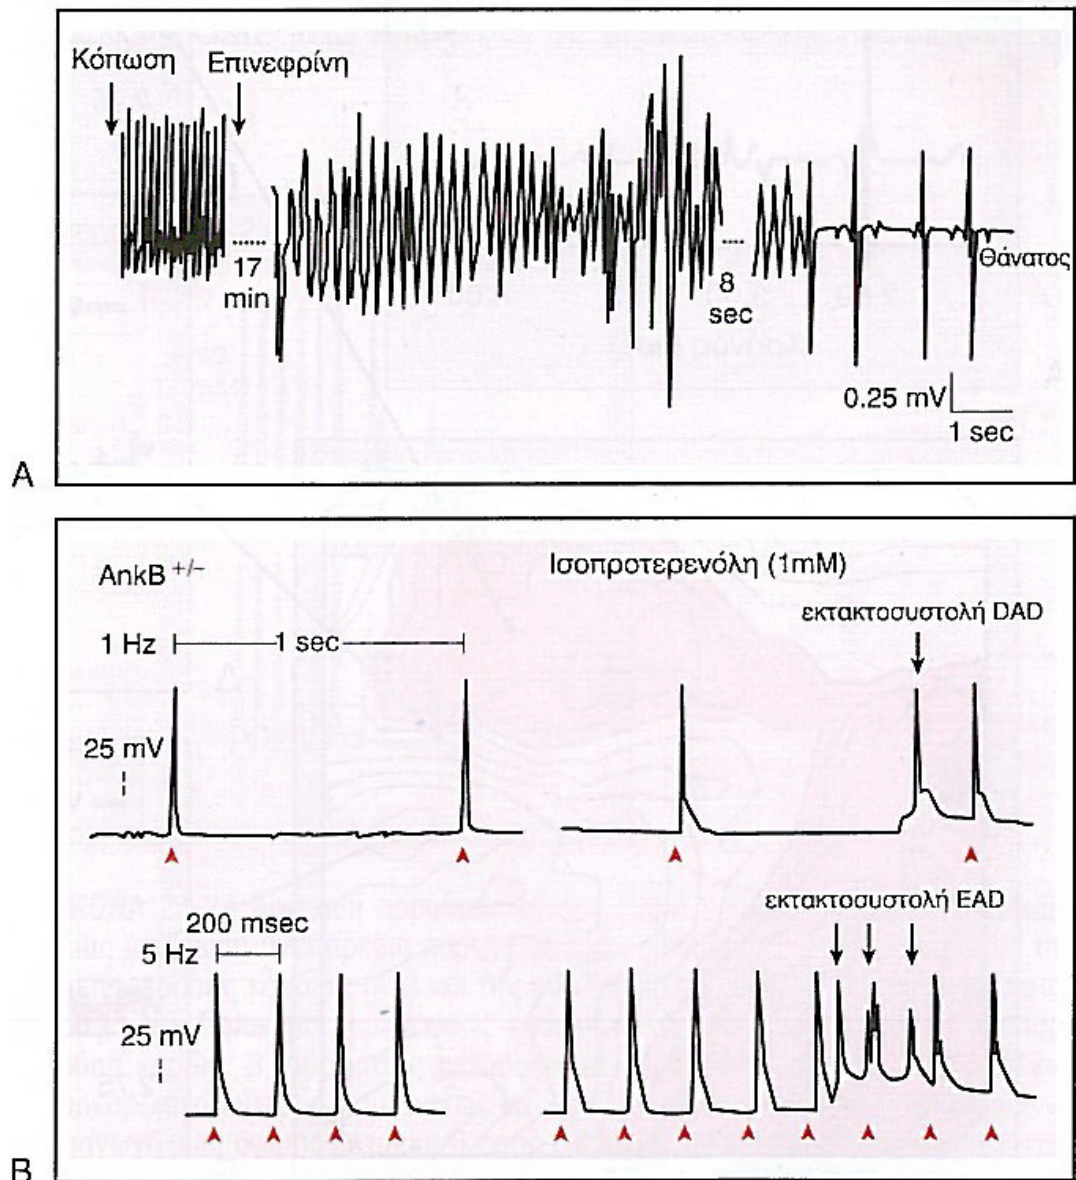 Κόπωση
Επινεφρίνη
17
min
8
sec
Θάνατος
0.25 mV
1 sec
A
AnkB +/–
Ισοπροτερενόλη (1mM)
εκτακτοσυστολή DAD
1 Hz
1 sec
25 mV
εκτακτοσυστολή EAD
200 msec
5 Hz
25 mV
B